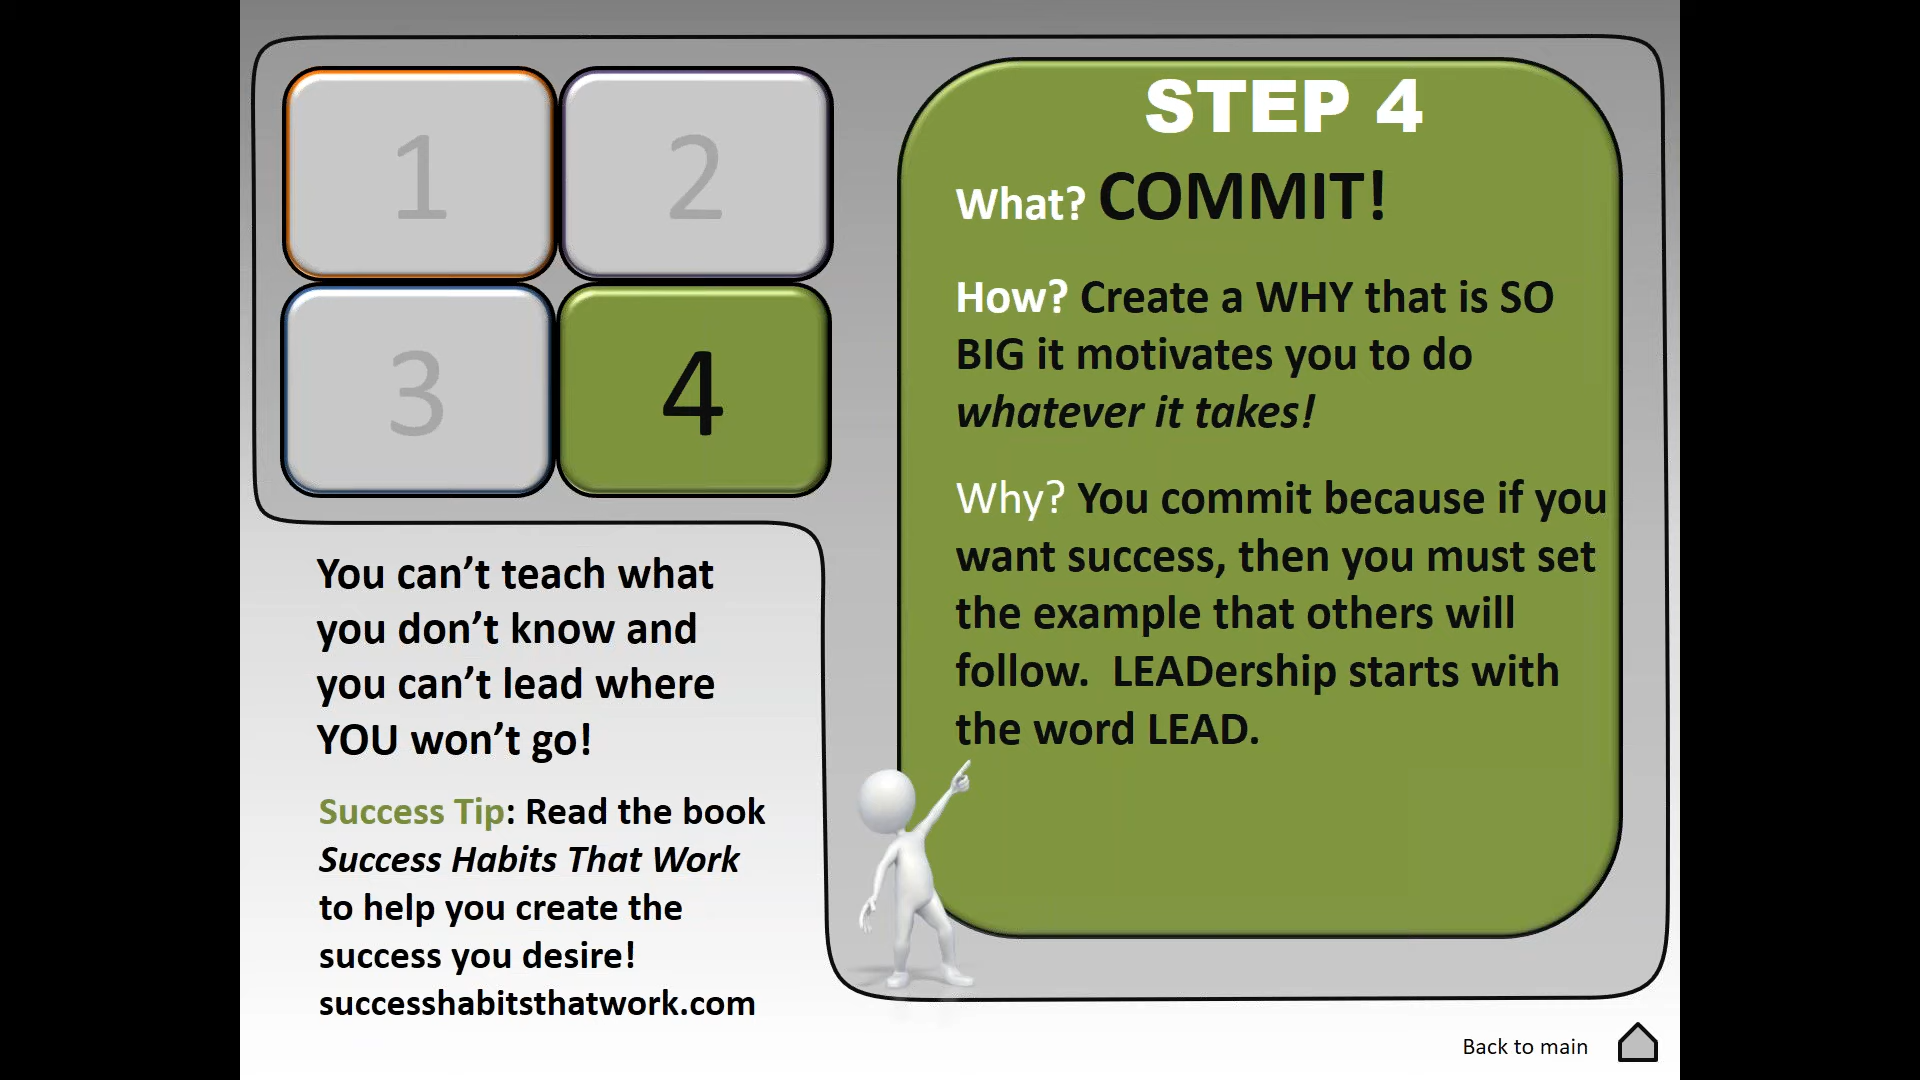 1
2
3
4
STEP 4
What? COMMIT!
How? Create a WHY that is SO
BIG it motivates you to do
whatever it takes!
Why? You commit because if you
want success, then you must set
the example that others will
follow.  LEADership starts with
the word LEAD.
You can’t teach what
you don’t know and
you can’t lead where
YOU won’t go!
Success Tip: Read the book
Success Habits That Work
to help you create the
success you desire!
successhabitsthatwork.com
Back to main